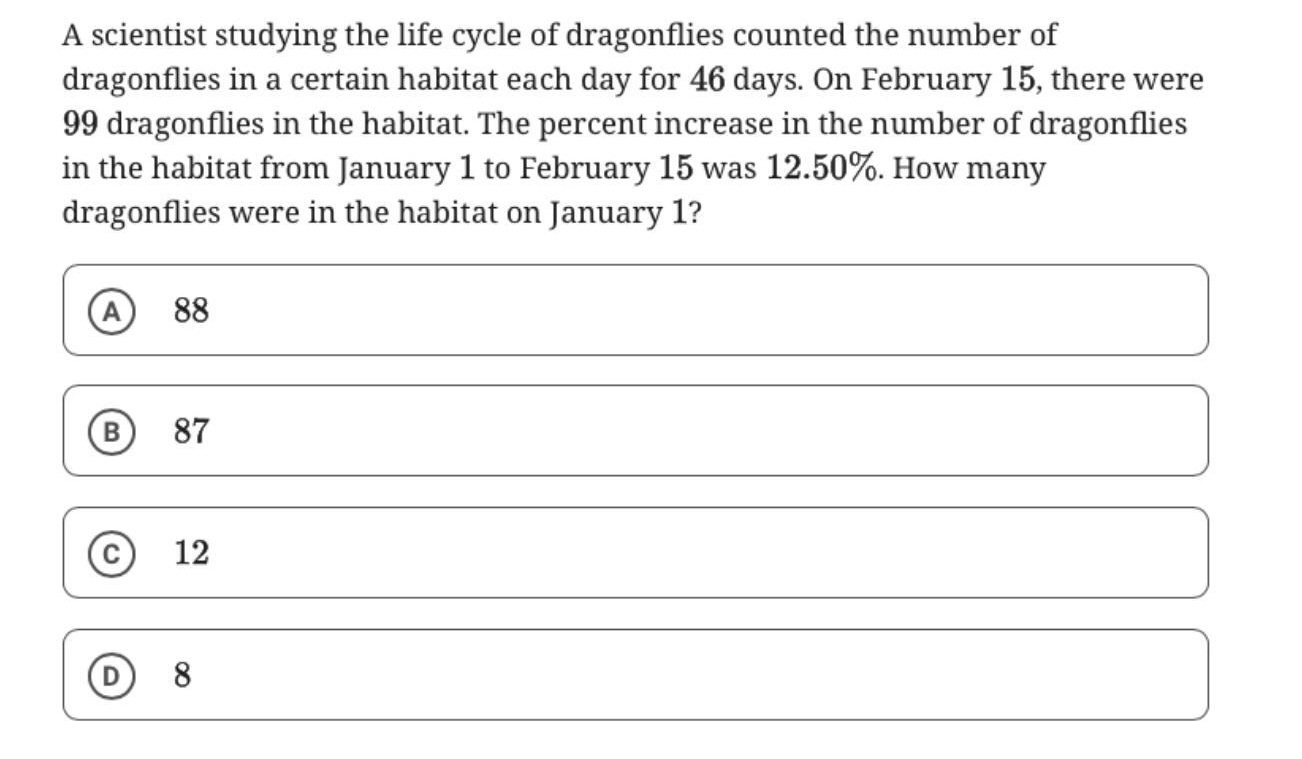 A scientist studying the life cycle of dragonflies counted the number of
dragonflies in a certain habitat each day for 46 days. On February 15, there were
99 dragonflies in the habitat. The percent increase in the number of dragonflies
in the habitat from January 1 to February 15 was 12.50%. How many
dragonflies were in the habitat on January 1?
A 88
B 87
C 12
D 8